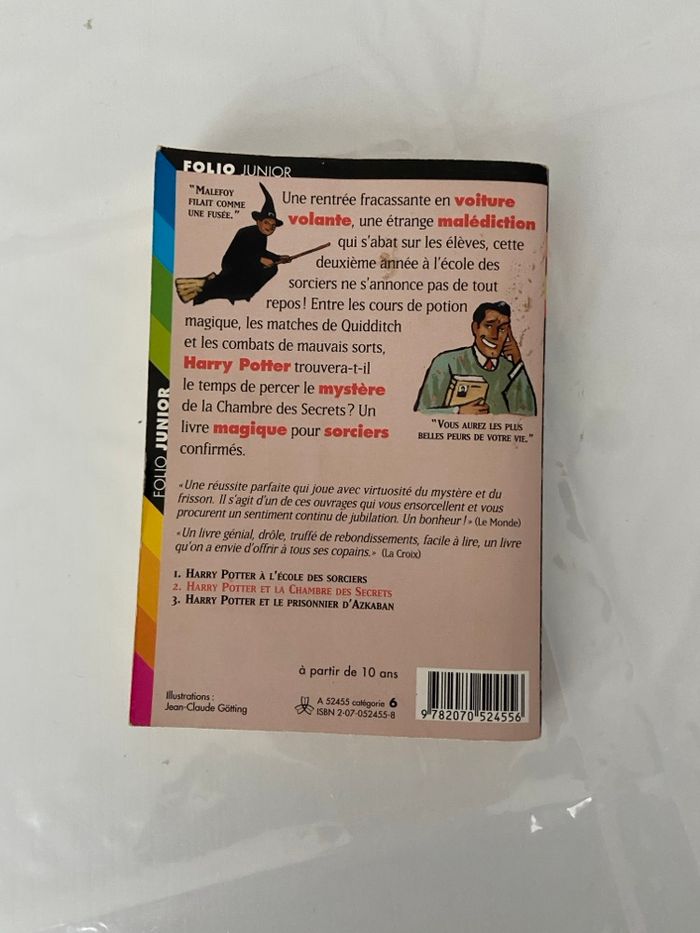 FOLIO JUNIOR
"MALEFOY
FILAIT COMME
UNE FUSÉE."
Une rentrée fracassante en voiture
volante, une étrange malédiction
qui s'abat sur les élèves, cette
deuxième année à l'école des
sorciers ne s'annonce pas de tout
repos ! Entre les cours de potion
magique, les matches de Quidditch
et les combats de mauvais sorts,
Harry Potter trouvera-t-il
le temps de percer le mystère
de la Chambre des Secrets ? Un
livre magique pour sorciers
confirmés.
"VOUS AUREZ LES PLUS
BELLES PEURS DE VOTRE VIE."
FOLIO JUNIOR
« Une réussite parfaite qui joue avec virtuosité du mystère et du
frisson. Il s'agit d'un de ces ouvrages qui vous ensorcellent et vous
procurent un sentiment continu de jubilation. Un bonheur ! » (Le Monde)
« Un livre génial, drôle, truffé de rebondissements, facile à lire, un livre
qu'on a envie d'offrir à tous ses copains. » (La Croix)
1. HARRY POTTER À L'ÉCOLE DES SORCIERS
2. HARRY POTTER ET LA CHAMBRE DES SECRETS
3. HARRY POTTER ET LE PRISONNIER D'AZKABAN
à partir de 10 ans
Illustrations :
Jean-Claude Götting
A 52455 catégorie 6
ISBN 2-07-052455-8
9 782070 524556